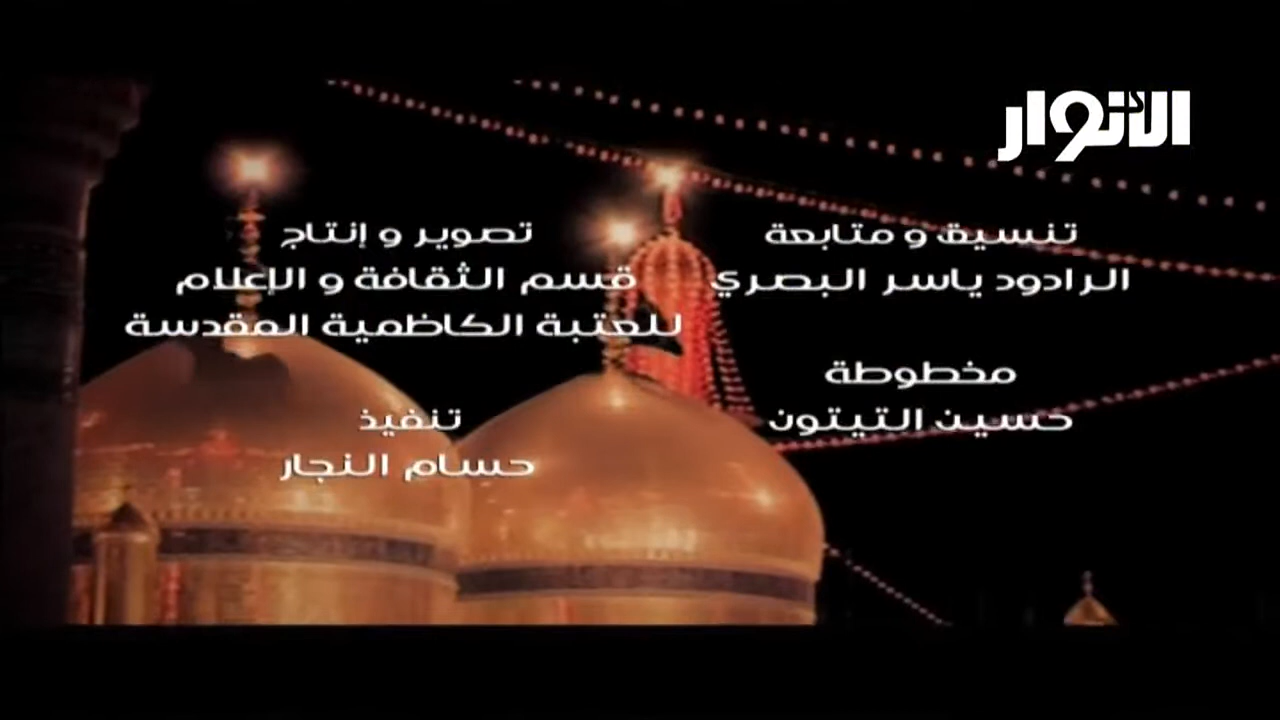 الانوار
تنسيق و متابعة
الرادود ياسر البصري
مخطوطة
حسين التيتون
تصوير و إنتاج
قسم الثقافة و الإعلام
للعتبة الكاظمية المقدسة
تنفيذ
حسام النجار